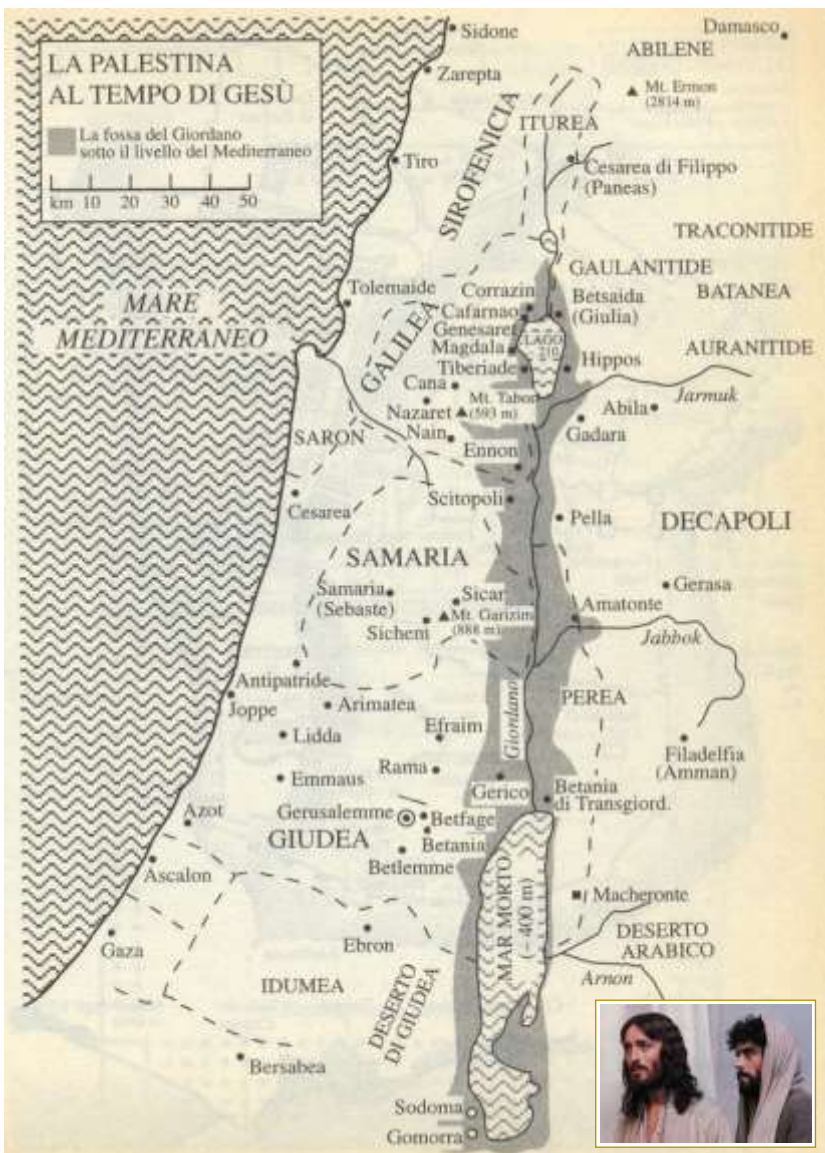 LA PALESTINA
AL TEMPO DI GESÙ
La fossa del Giordano
sotto il livello del Mediterraneo
km 10 20 30 40 50
Sidone
Damasco
ABILENE
Zarepta
Mt. Ermon
(2814 m)
ITUREA
SIROFENICIA
Tiro
Cesarea di Filippo
(Paneas)
TRACONITIDE
GAULANITIDE
BATANEA
MARE
MEDITERRANEO
Tolemaide
Corrazin
Betsaida
(Giulia)
Cafarnao
Genesaret
GALILEA
Magdala
LAGO
- 210
AURANITIDE
Tiberiade
Hippos
Cana
Mt. Tabor
(593 m)
Nazaret
Abila
Jarmuk
Nain
Gadara
SARON
Ennon
Cesarea
Scitopoli
Pella
DECAPOLI
SAMARIA
Samaria
(Sebaste)
Sicar
Gerasa
Mt. Garizim
(888 m)
Sichem
Amatonte
Jabbok
Antipatride
Joppe
Arimatea
Giordano
PEREA
Lidda
Efraim
Filadelfia
(Amman)
Emmaus
Rama
Gerico
Betania
di Transgiord.
Azot
Gerusalemme
Betfage
GIUDEA
Betania
Ascalon
Betlemme
Macheronte
MAR MORTO
(- 400 m)
Gaza
Ebron
DESERTO
ARABICO
IDUMEA
Arnon
DESERTO
DI GIUDEA
Bersabea
Sodoma
Gomorra